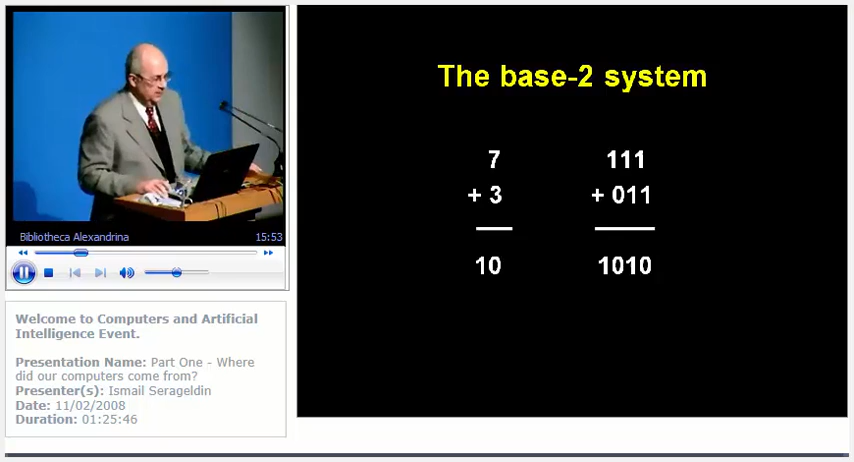 Bibliotheca Alexandrina 15:53
Welcome to Computers and Artificial
Intelligence Event.
Presentation Name: Part One - Where
did our computers come from?
Presenter(s): Ismail Serageldin
Date: 11/02/2008
Duration: 01:25:46
The base-2 system
7 111
+ 3 + 011
10 1010